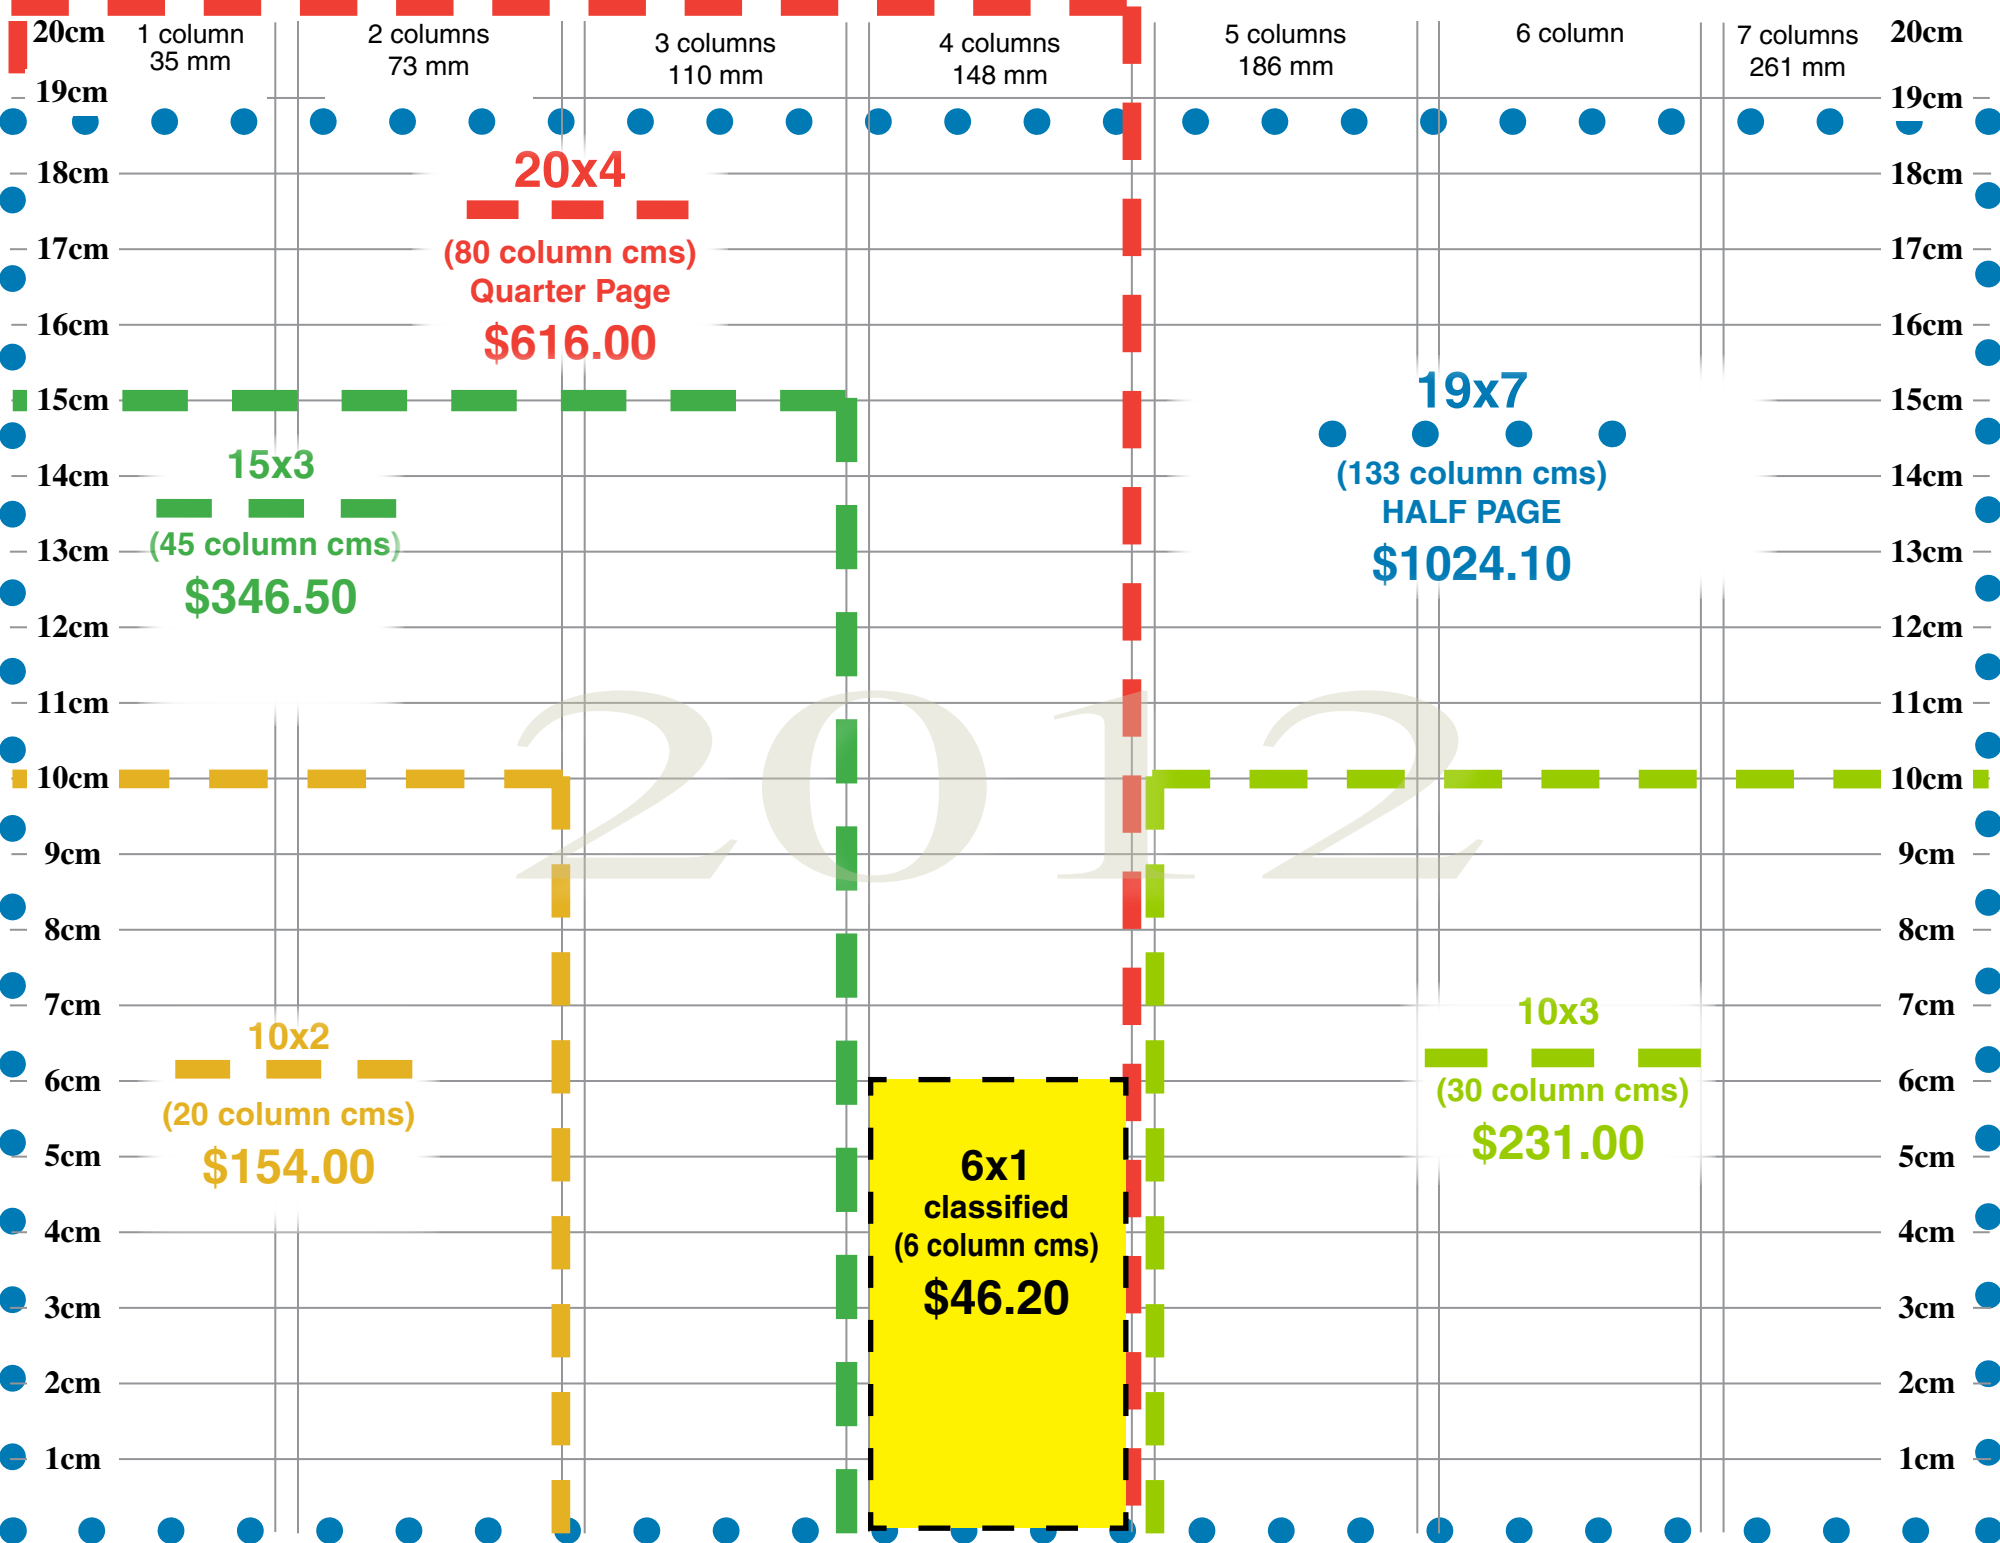 20cm
1 column
35 mm
2 columns
73 mm
3 columns
110 mm
4 columns
148 mm
5 columns
186 mm
6 column
7 columns
261 mm
20cm
19cm
19cm
20x4
18cm
18cm
(80 column cms)
17cm
17cm
Quarter Page
$616.00
16cm
16cm
15cm
19x7
15cm
15x3
14cm
(133 column cms)
14cm
HALF PAGE
(45 column cms)
13cm
$1024.10
13cm
$346.50
12cm
12cm
11cm
11cm
2012
10cm
10cm
9cm
9cm
8cm
8cm
7cm
7cm
10x2
10x3
6cm
6cm
(20 column cms)
(30 column cms)
$154.00
$231.00
5cm
5cm
6x1
classified
(6 column cms)
$46.20
4cm
4cm
3cm
3cm
2cm
2cm
1cm
1cm